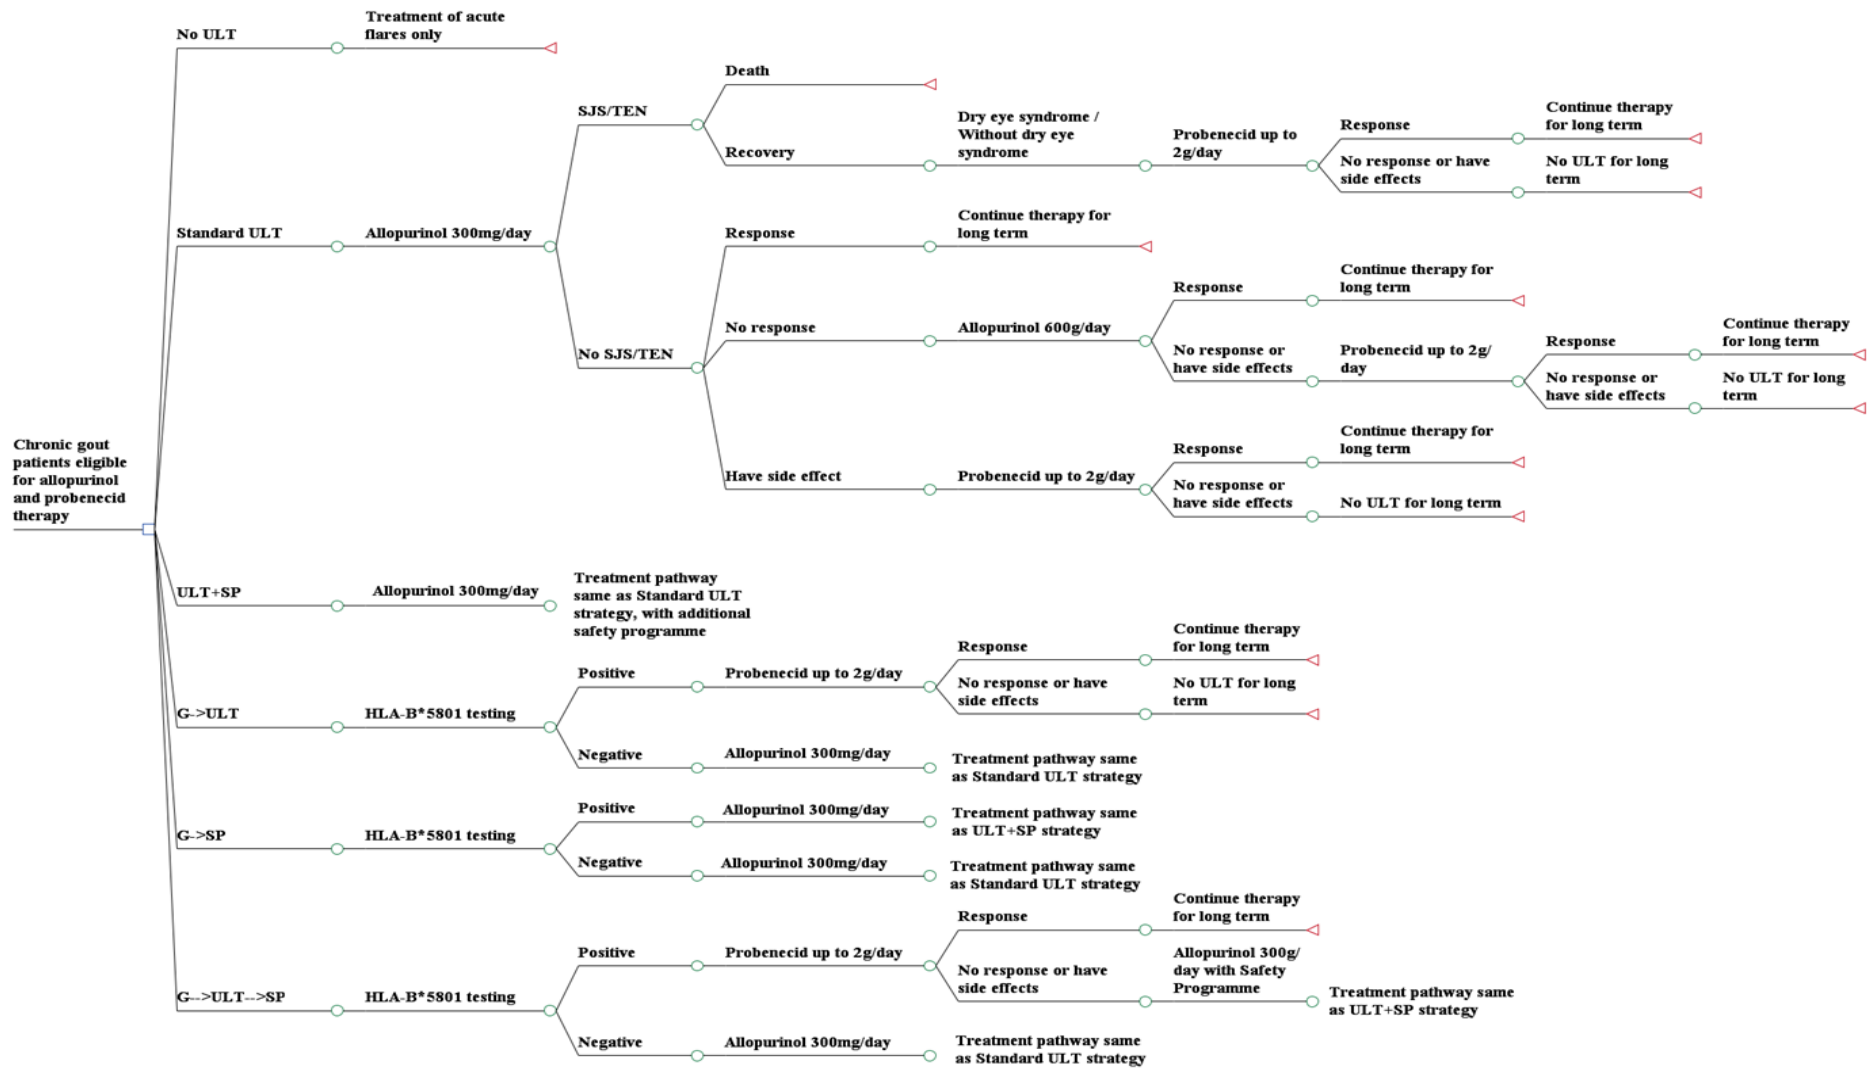 Chronic gout
patients eligible
for allopurinol
and probenecid
therapy
No ULT
Treatment of acute
flares only
Standard ULT
Allopurinol 300mg/day
SJS/TEN
Death
Recovery
Dry eye syndrome /
Without dry eye
syndrome
Probenecid up to
2g/day
Response
Continue therapy
for long term
No response or have
side effects
No ULT for long
term
No SJS/TEN
Response
Continue therapy for
long term
No response
Allopurinol 600g/day
Response
Continue therapy for
long term
No response or
have side effects
Probenecid up to 2g/
day
Response
Continue therapy
for long term
No response or
have side effects
No ULT for long
term
Have side effect
Probenecid up to 2g/day
Response
Continue therapy for
long term
No response or
have side effects
No ULT for long term
ULT+SP
Allopurinol 300mg/day
Treatment pathway
same as Standard ULT
strategy, with additional
safety programme
G->ULT
HLA-B*5801 testing
Positive
Probenecid up to 2g/day
Response
Continue therapy
for long term
No response or have
side effects
No ULT for long
term
Negative
Allopurinol 300mg/day
Treatment pathway same
as Standard ULT strategy
G->SP
HLA-B*5801 testing
Positive
Allopurinol 300mg/day
Treatment pathway same
as ULT+SP strategy
Negative
Allopurinol 300mg/day
Treatment pathway same
as Standard ULT strategy
G-->ULT-->SP
HLA-B*5801 testing
Positive
Probenecid up to 2g/day
Response
Continue therapy
for long term
No response or have
side effects
Allopurinol 300g/
day with Safety
Programme
Treatment pathway same
as ULT+SP strategy
Negative
Allopurinol 300mg/day
Treatment pathway same
as Standard ULT strategy